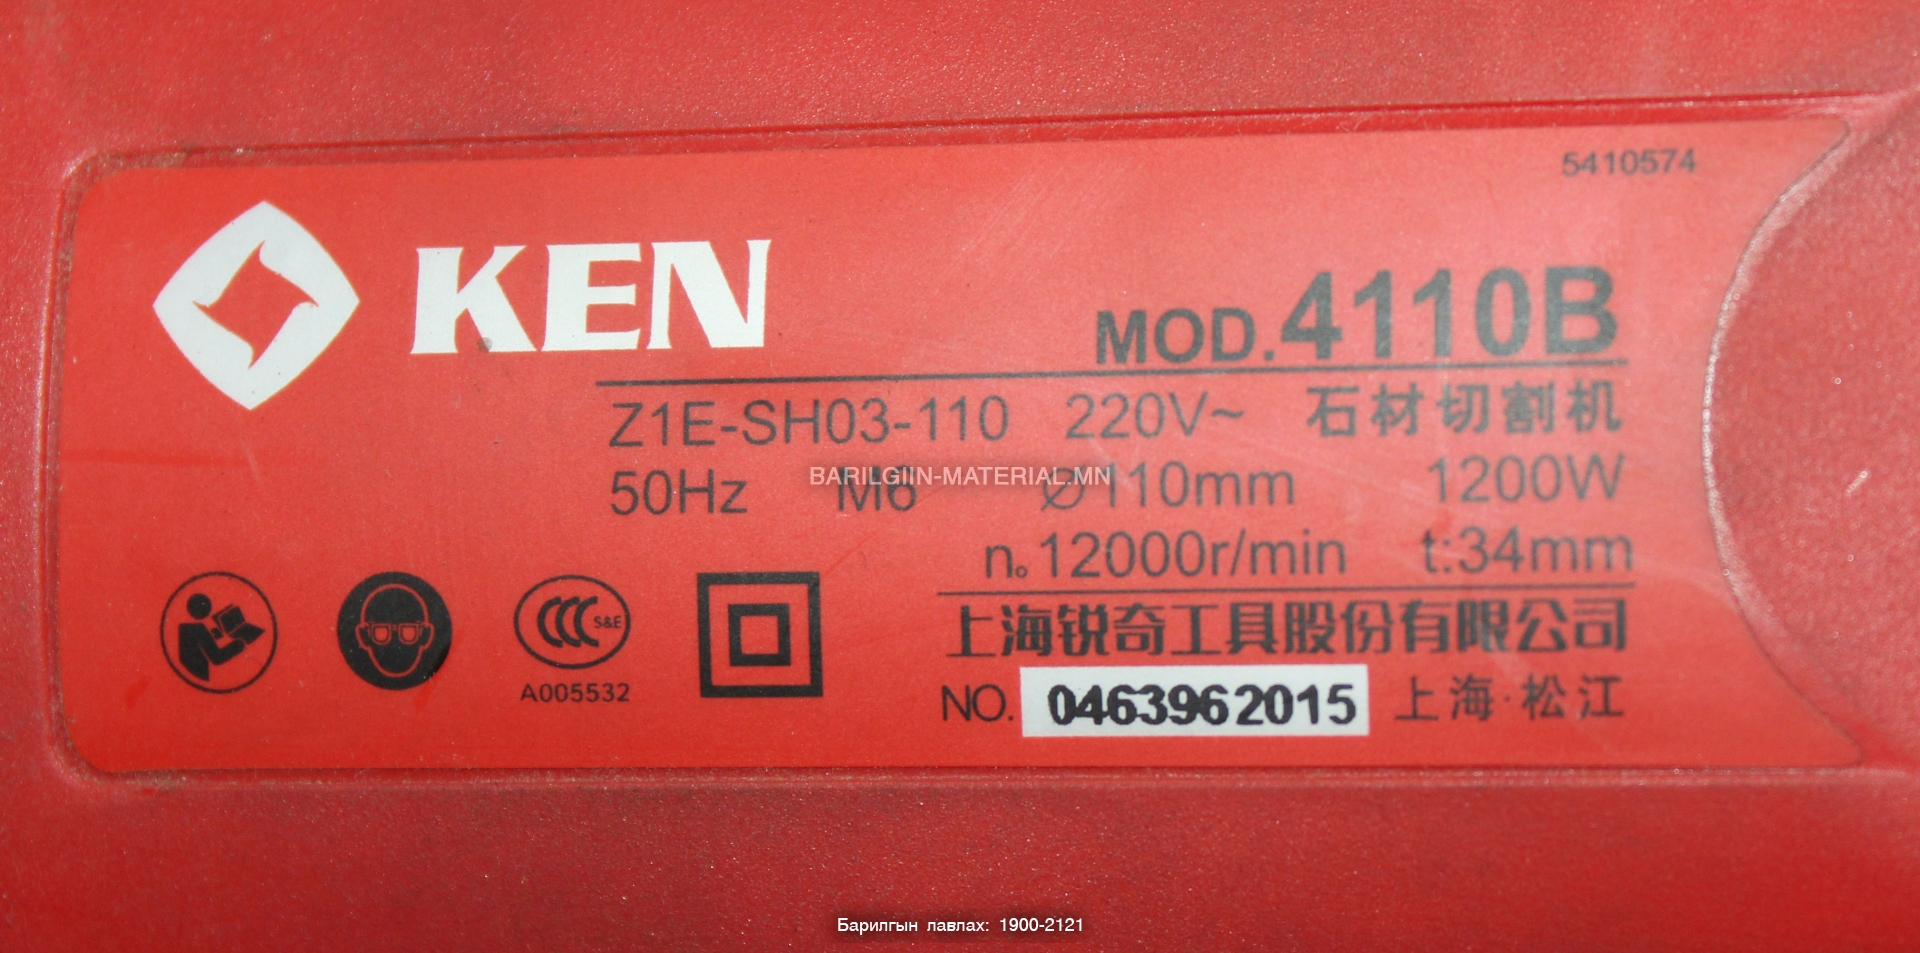 5410574
KEN
MOD.4110B
Z1E-SH03-110 220V~ 石材切割机
BARILGIIN-MATERIAL.MN
50Hz M6 Ø110mm 1200W
n₀12000r/min t:34mm
CCC S&E
A005532
上海锐奇工具股份有限公司
NO. 0463962015 上海·松江
Барилгын лавлах: 1900-2121